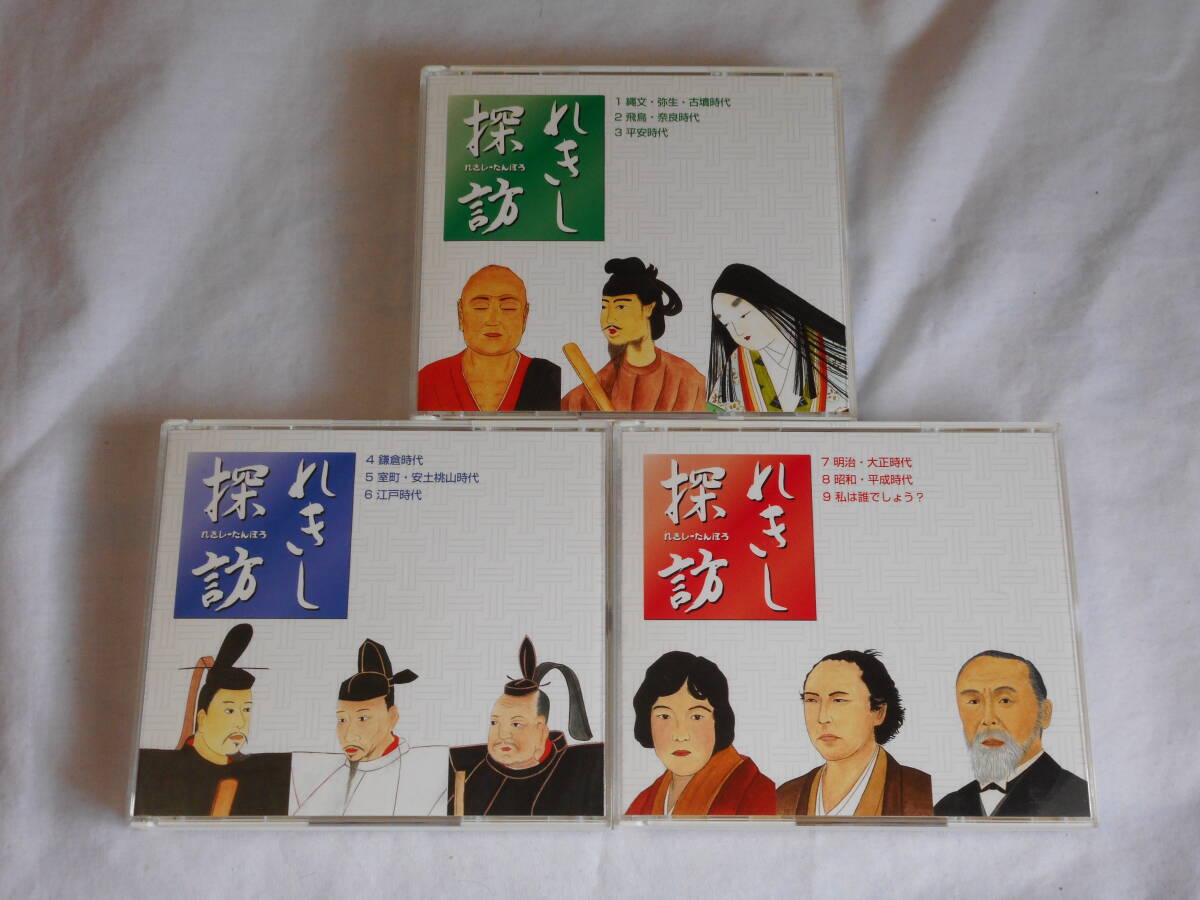 れきし
探訪
れきしーたんぼう
1 縄文・弥生・古墳時代
2 飛鳥・奈良時代
3 平安時代
れきし
探訪
れきしーたんぼう
4 鎌倉時代
5 室町・安土桃山時代
6 江戸時代
れきし
探訪
れきしーたんぼう
7 明治・大正時代
8 昭和・平成時代
9 私は誰でしょう？